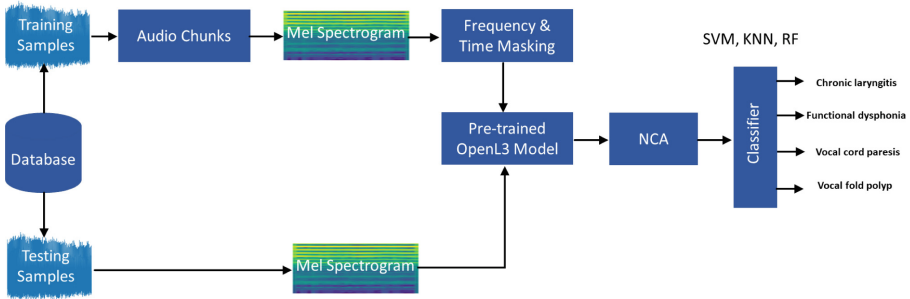 Training
Samples
Audio Chunks
Mel Spectrogram
Frequency &
Time Masking
SVM, KNN, RF
Database
Pre-trained
OpenL3 Model
NCA
Classifier
Chronic laryngitis
Functional dysphonia
Vocal cord paresis
Vocal fold polyp
Testing
Samples
Mel Spectrogram